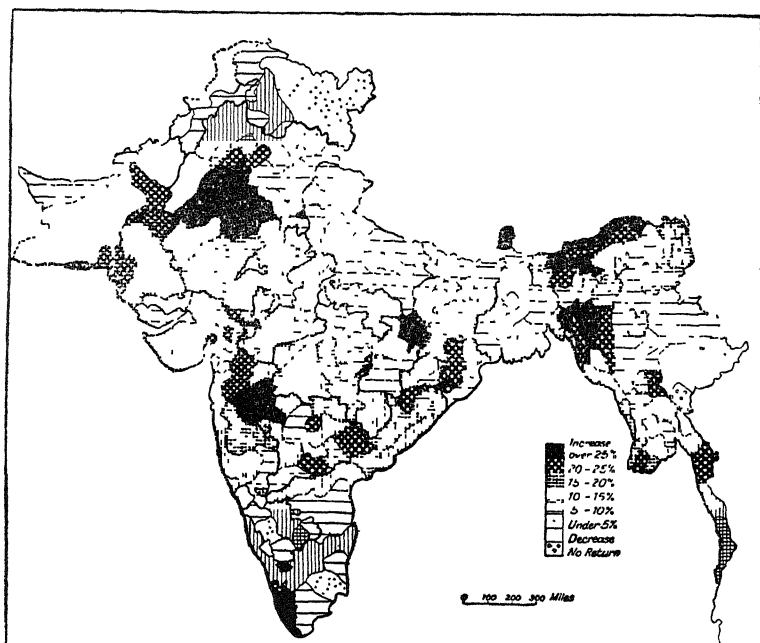 Increase
over 25%
20 - 25%
15 - 20%
10 - 15%
5 - 10%
Under 5%
Decrease
No Return
0 100 200 300 Miles